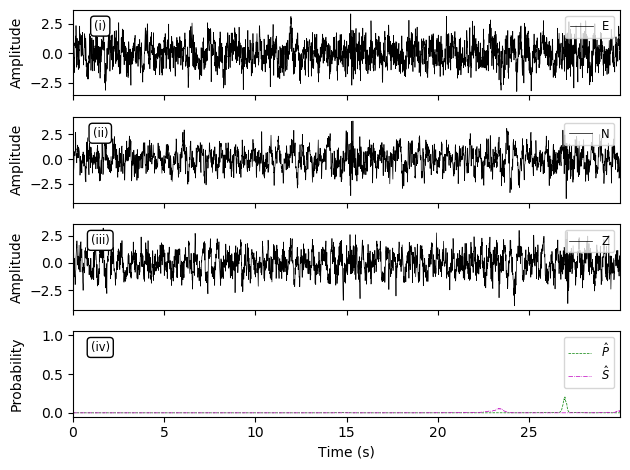 (i)
E
Amplitude
2.5
0.0
−2.5
(ii)
N
Amplitude
2.5
0.0
−2.5
(iii)
Z
Amplitude
2.5
0.0
−2.5
(iv)
P̂
Ŝ
Probability
1.0
0.5
0.0
0 5 10 15 20 25
Time (s)